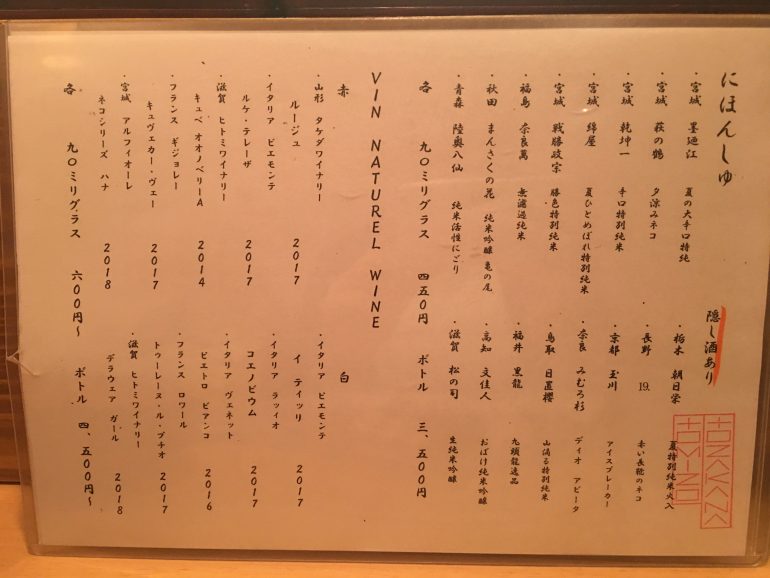 にほんしゅ
・宮城 墨廼江 夏の大辛口特純
・宮城 萩の鶴 夕涼みネコ
・宮城 乾坤一 辛口特別純米
・宮城 綿屋 夏ひとめぼれ特別純米
・宮城 戦勝政宗 勝色特別純米
・福島 奈良萬 無濾過純米
・秋田 まんさくの花 純米吟醸 亀の尾
・青森 陸奥八仙 純米活性にごり
隠し酒あり
・栃木 朝日栄 夏特別純米火入
・長野 19. 赤い長靴のネコ
・京都 玉川 アイスブレーカー
・奈良 みむろ杉 ディオ アビータ
・鳥取 日置櫻 山滴る特別純米
・福井 黒龍 九頭龍逸品
・高知 文佳人 おばけ純米吟醸
・滋賀 松の司 生純米吟醸
各 九〇ミリグラス 四五〇円 ボトル 三、五〇〇円
VIN NATUREL WINE
赤
・山形 タケダワイナリー
ルージュ 2017
・イタリア ピエモンテ
ルケ・テレーザ 2017
・滋賀 ヒトミワイナリー
キュベ オオノベリーA 2014
・フランス ギジョレー
キュヴェカー・ヴェー 2017
・宮城 アルフィオーレ
ネコシリーズ ハナ 2018
白
・イタリア ピエモンテ
イ ティッリ 2017
・イタリア ラツィオ
コエノビウム 2017
・イタリア ヴェネット
ピエトロ ビアンコ 2016
・フランス ロワール
トゥーレーヌ・ル・プチオ 2017
・滋賀 ヒトミワイナリー
デラウェア ガール 2018
各 九〇ミリグラス 六〇〇円〜 ボトル 四、五〇〇円〜